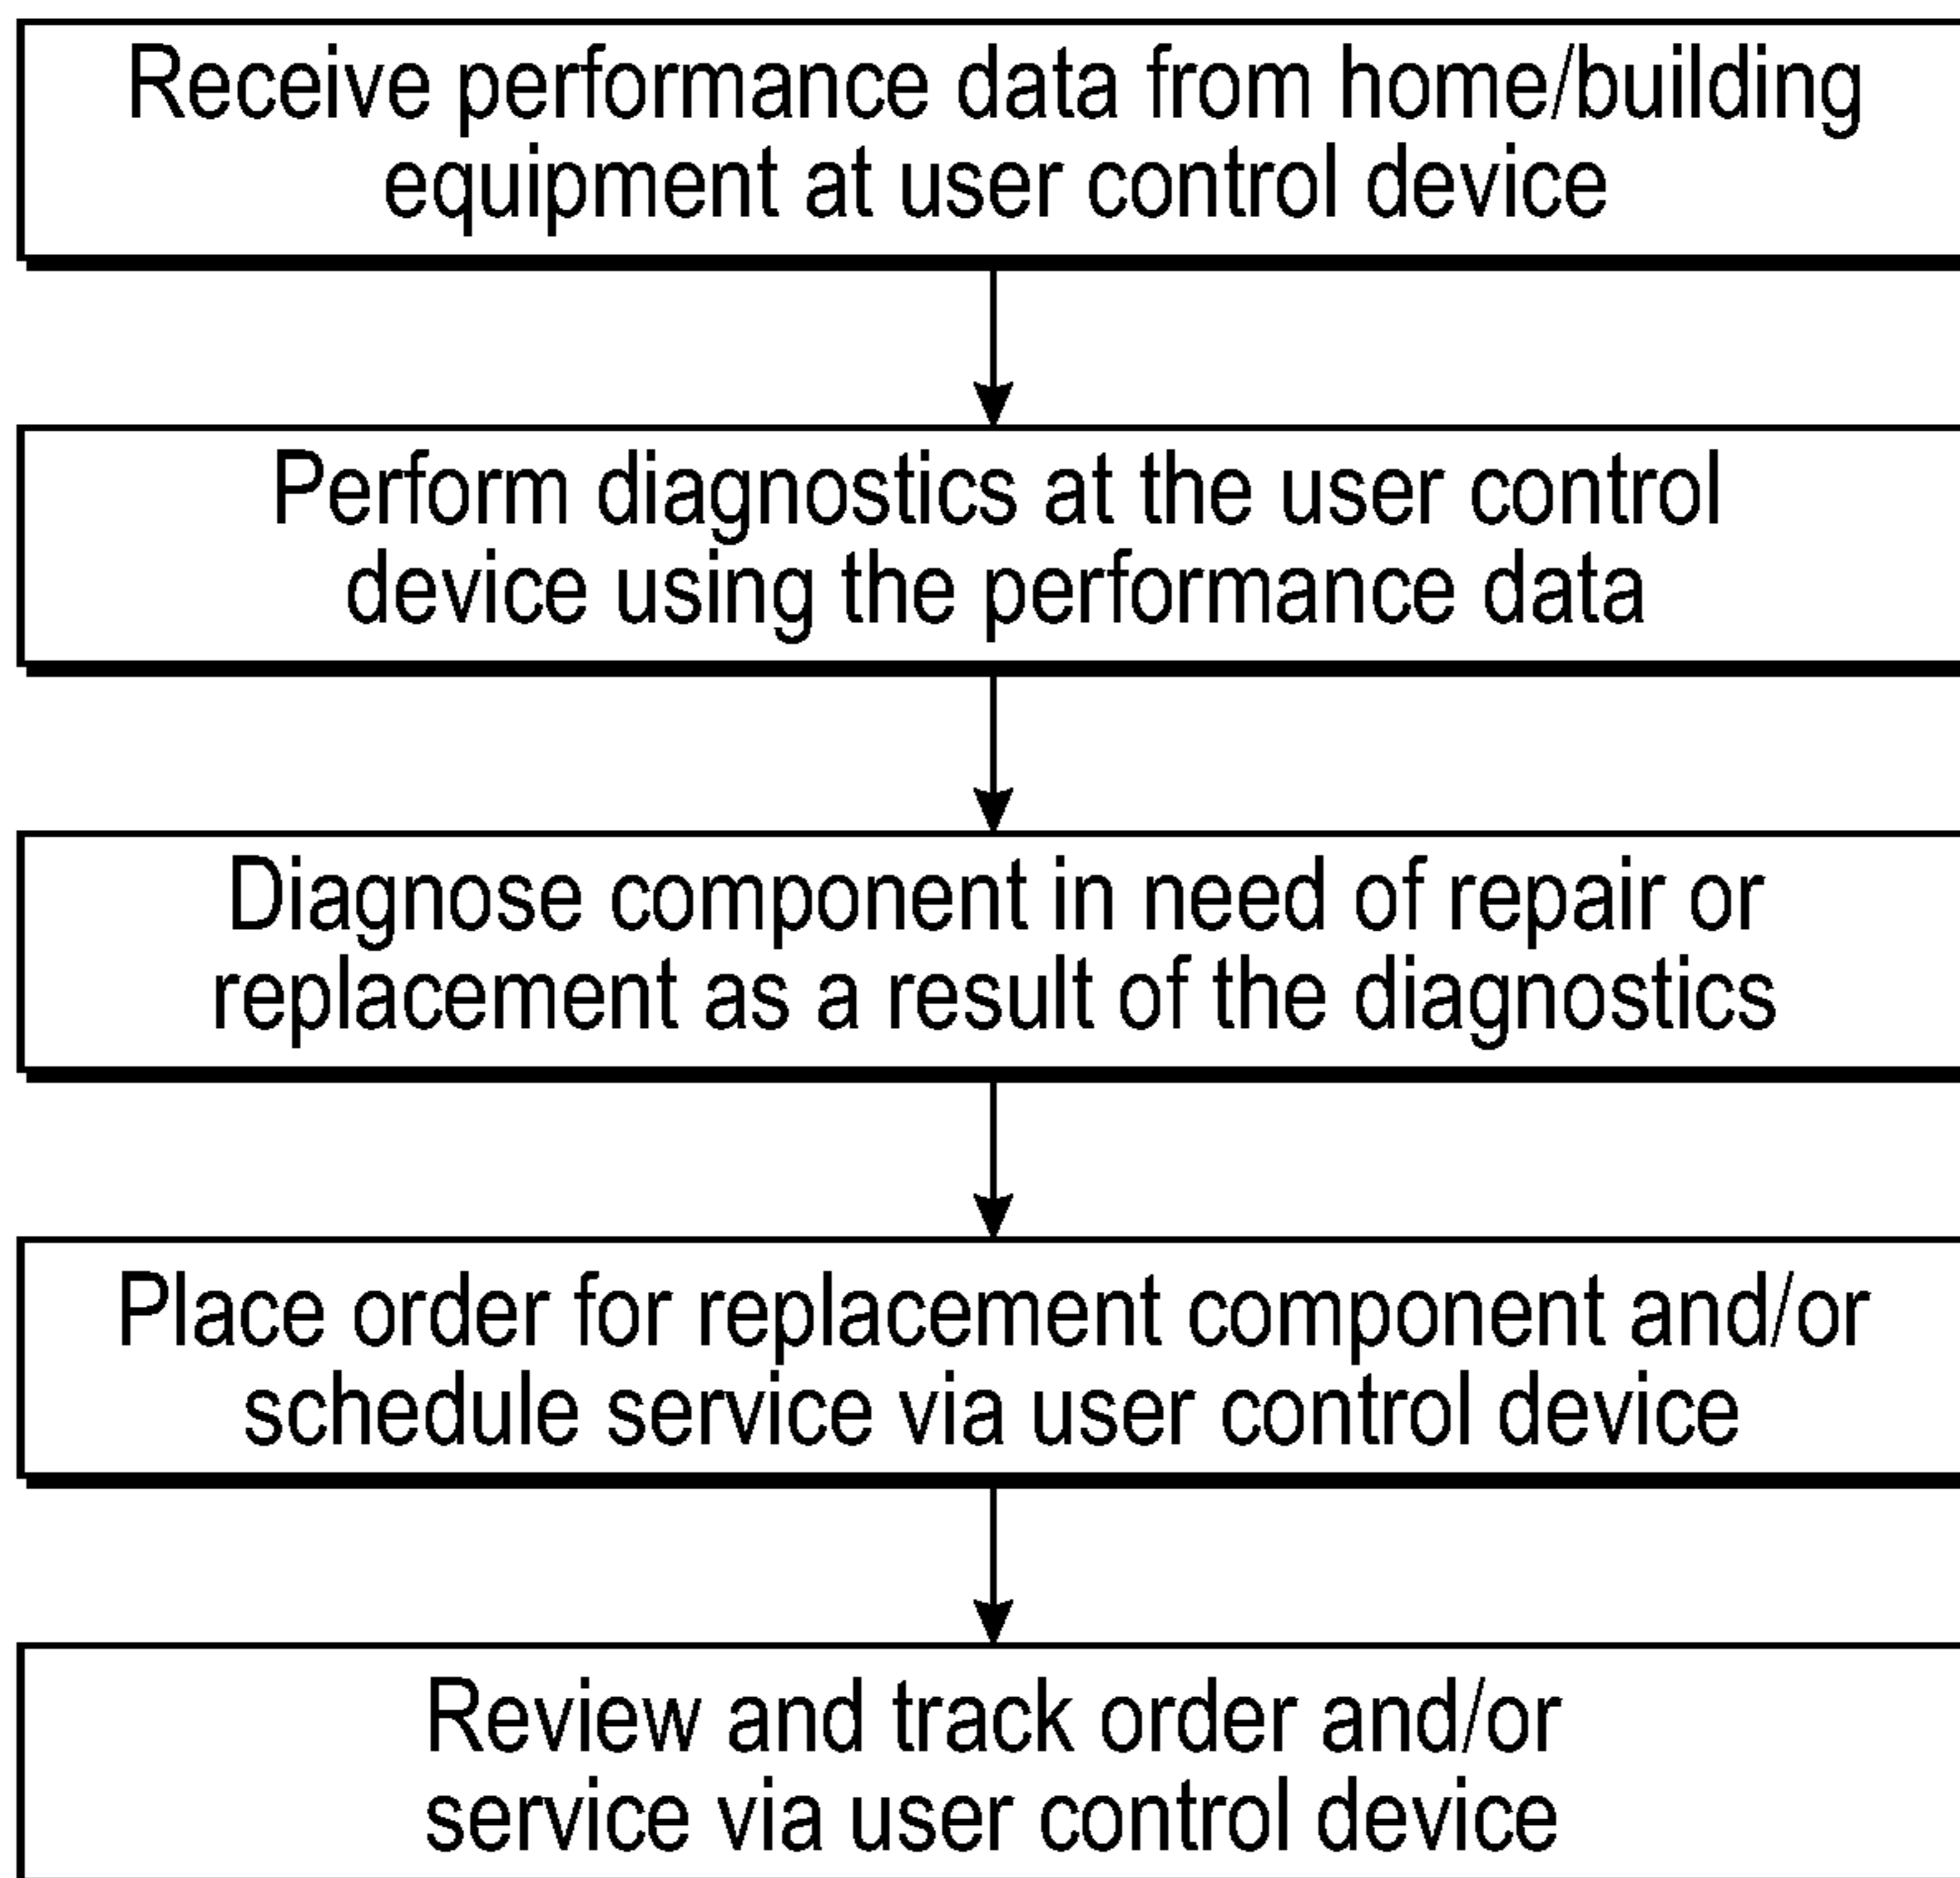 Receive performance data from home/building
equipment at user control device
Perform diagnostics at the user control
device using the performance data
Diagnose component in need of repair or
replacement as a result of the diagnostics
Place order for replacement component and/or
schedule service via user control device
Review and track order and/or
service via user control device